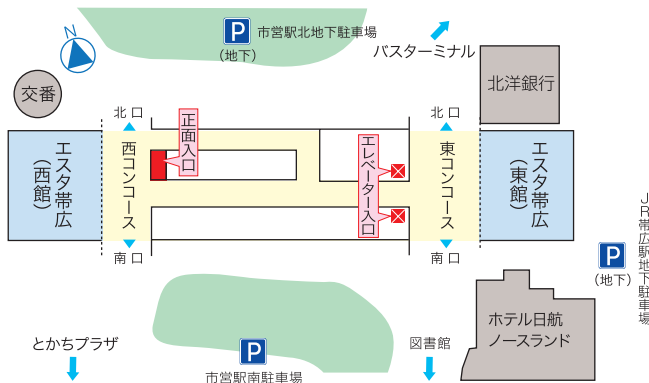 N
P
(地下)
市営駅北地下駐車場
バスターミナル
交番
北洋銀行
北口
北口
正面入口
エレベーター入口
エスタ帯広
(西館)
西コンコース
東コンコース
エスタ帯広
(東館)
南口
南口
P
(地下)
JR帯広駅地下駐車場
ホテル日航
ノースランド
とかちプラザ
P
市営駅南駐車場
図書館